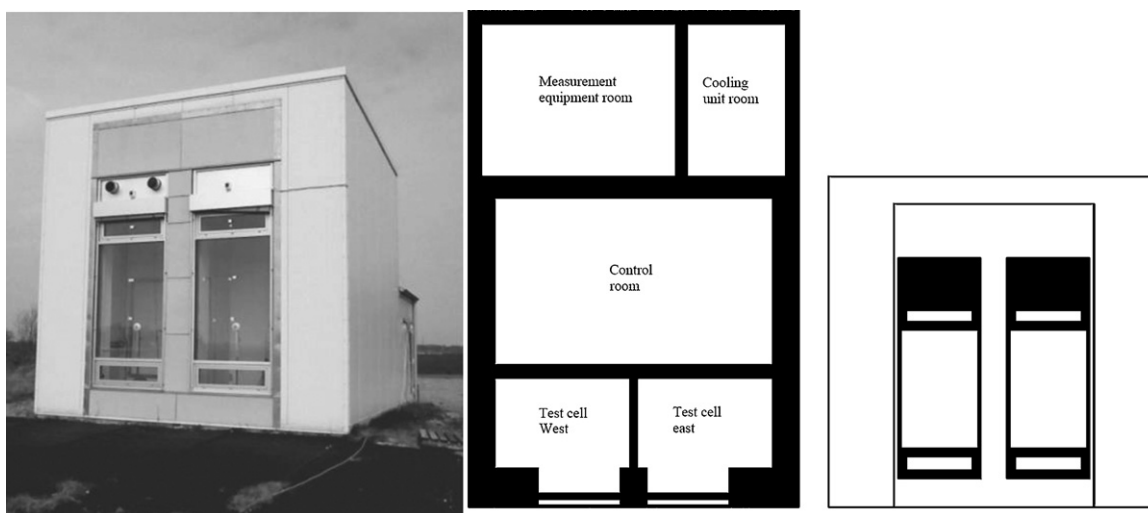 Measurement
equipment room
Cooling
unit room
Control
room
Test cell
West
Test cell
east